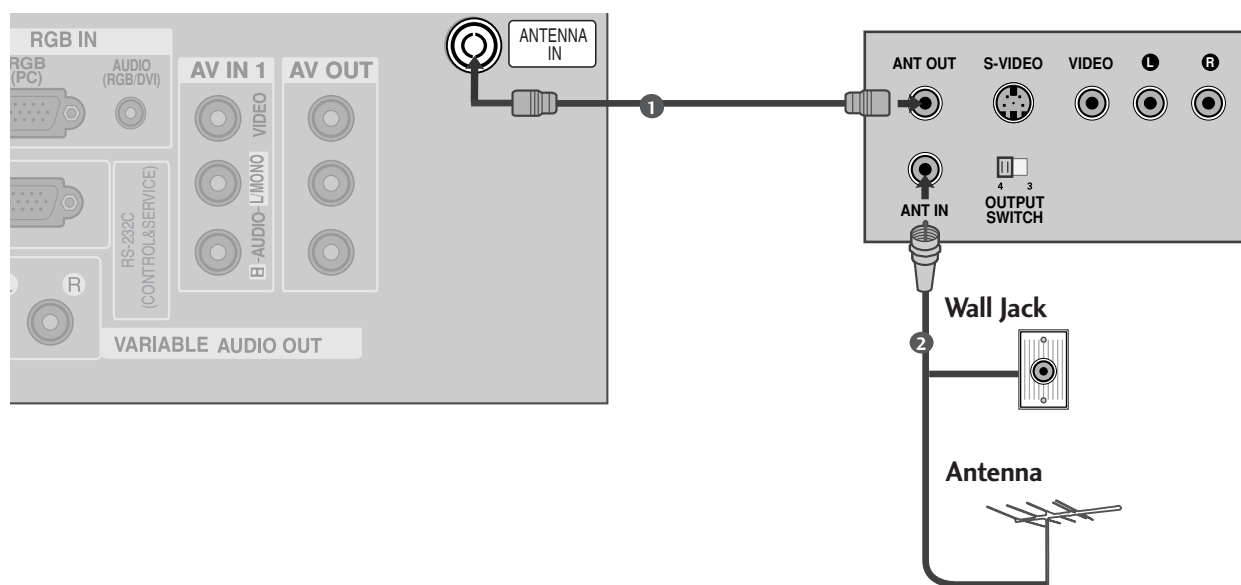 RGB IN
RGB
(PC)
AUDIO
(RGB/DVI)
AV IN 1
AV OUT
VIDEO
L/MONO
AUDIO
R
RS-232C
(CONTROL&SERVICE)
R
VARIABLE AUDIO OUT
ANTENNA
IN
1
ANT OUT
S-VIDEO
VIDEO
L
R
ANT IN
4 3
OUTPUT
SWITCH
2
Wall Jack
Antenna